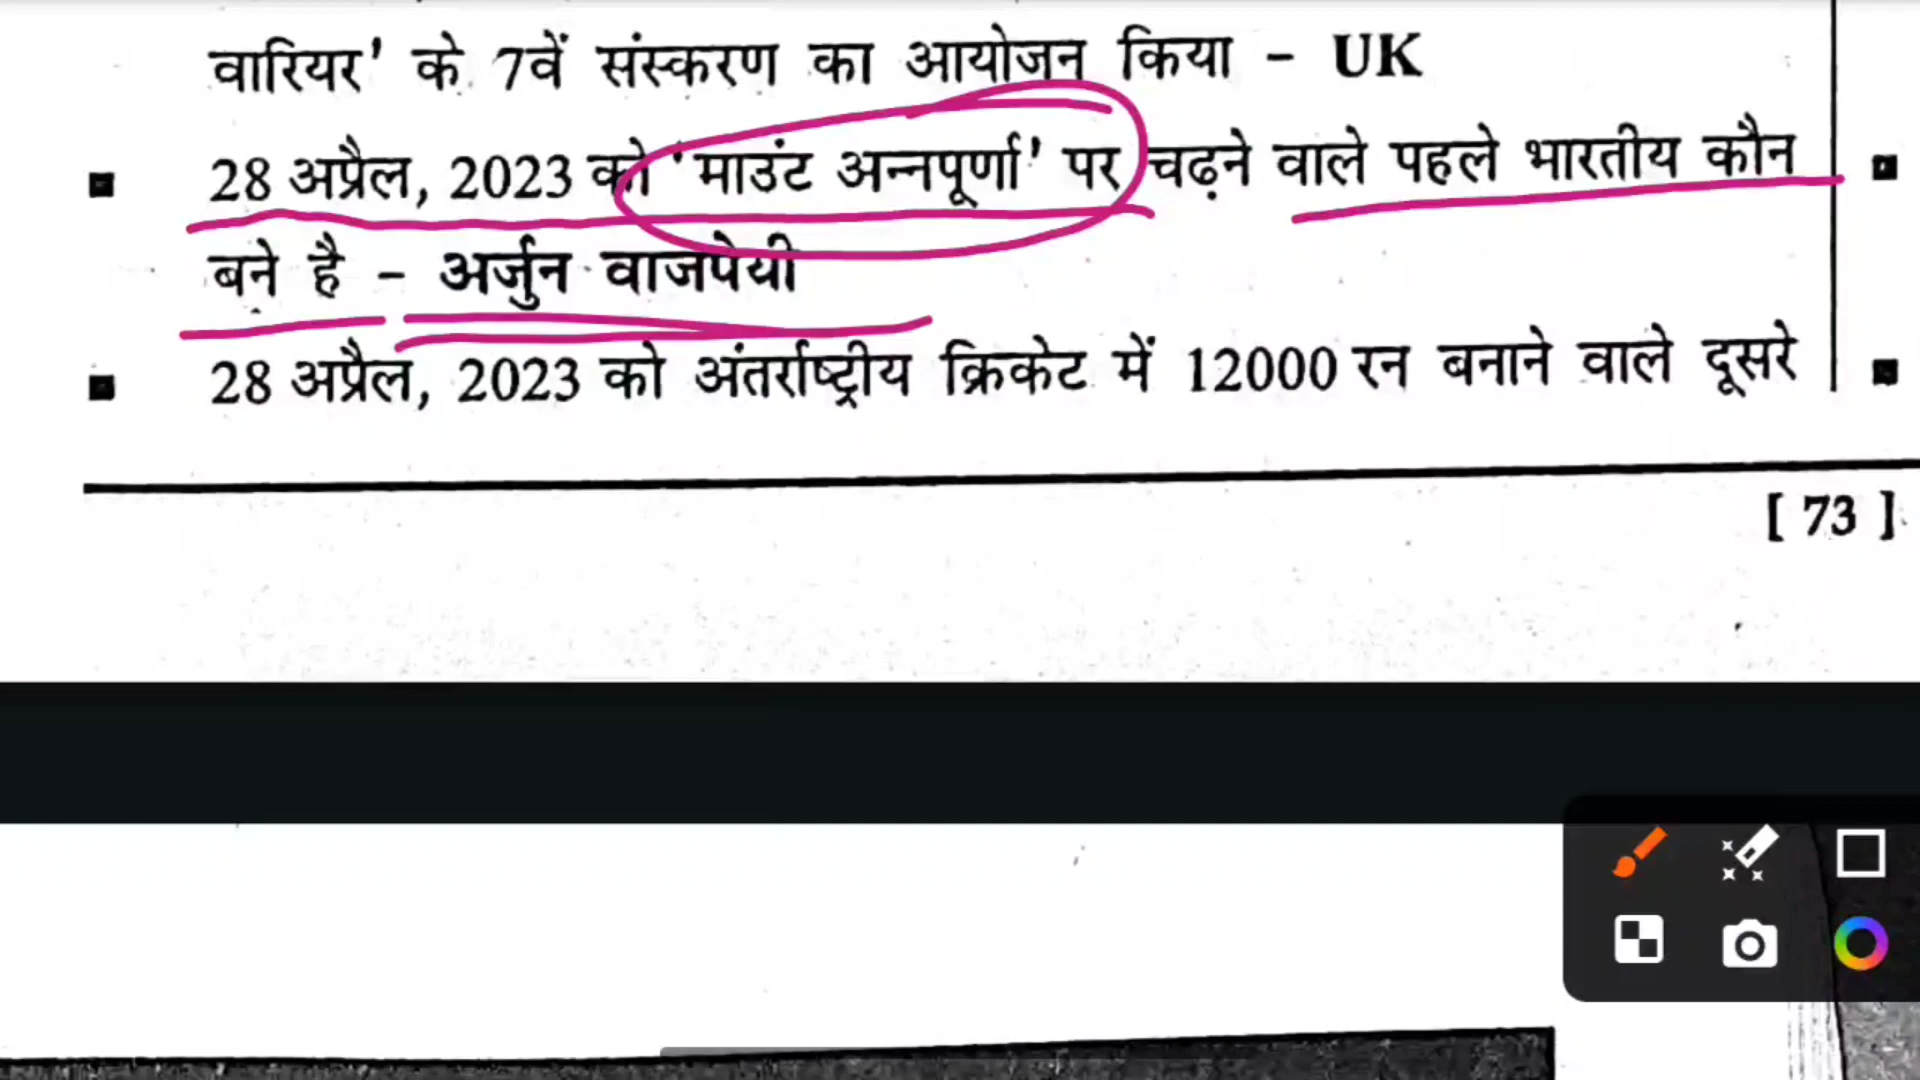 वारियर' के 7वें संस्करण का आयोजन किया – UK
▪ 28 अप्रैल, 2023 को 'माउंट अन्नपूर्णा' पर चढ़ने वाले पहले भारतीय कौन
बने है – अर्जुन वाजपेयी
▪ 28 अप्रैल, 2023 को अंतर्राष्ट्रीय क्रिकेट में 12000 रन बनाने वाले दूसरे
[ 73 ]